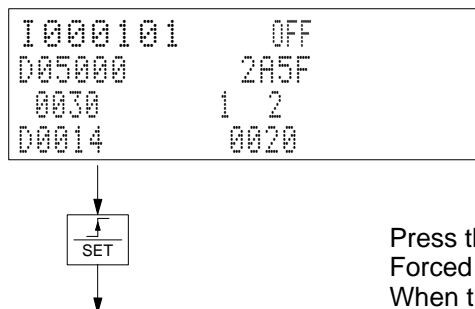 I000101 OFF
D05000 2A5F
0030 1 2
D0014 0020
SET
Press th
Forced
When t